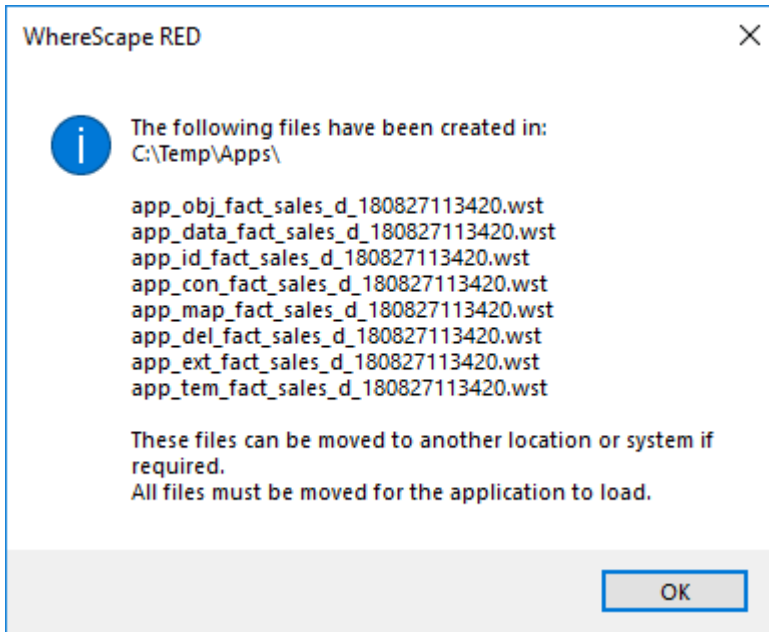 WhereScape RED
The following files have been created in:
C:\Temp\Apps\
app_obj_fact_sales_d_180827113420.wst
app_data_fact_sales_d_180827113420.wst
app_id_fact_sales_d_180827113420.wst
app_con_fact_sales_d_180827113420.wst
app_map_fact_sales_d_180827113420.wst
app_del_fact_sales_d_180827113420.wst
app_ext_fact_sales_d_180827113420.wst
app_tem_fact_sales_d_180827113420.wst
These files can be moved to another location or system if
required.
All files must be moved for the application to load.
OK